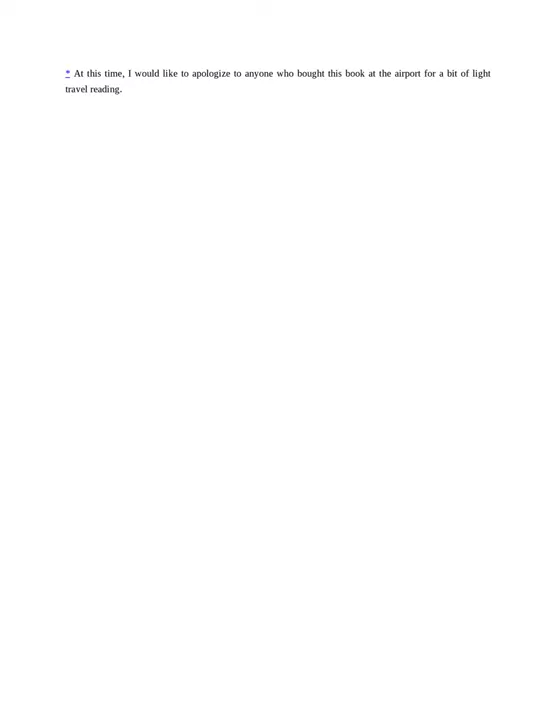 * At this time, I would like to apologize to anyone who bought this book at the airport for a bit of light
travel reading.